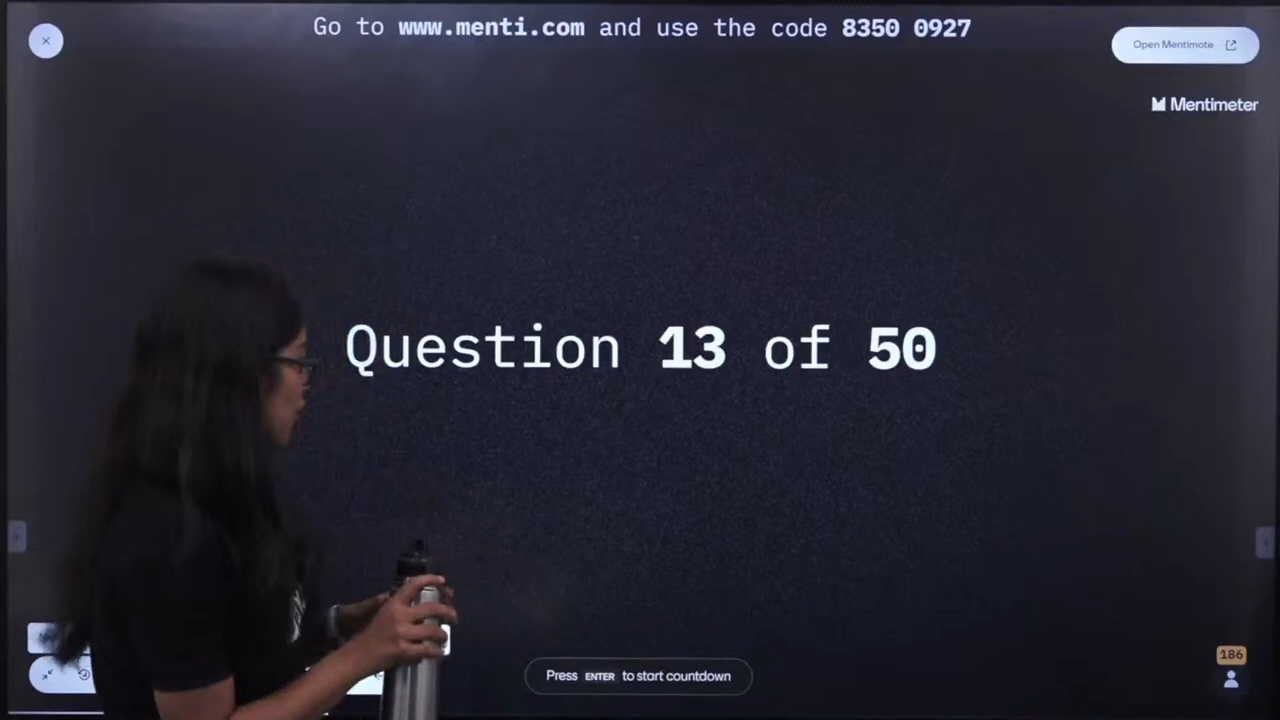 Go to www.menti.com and use the code 8350 0927
Open Mentimote
Mentimeter
Question 13 of 50
Press ENTER to start countdown
186